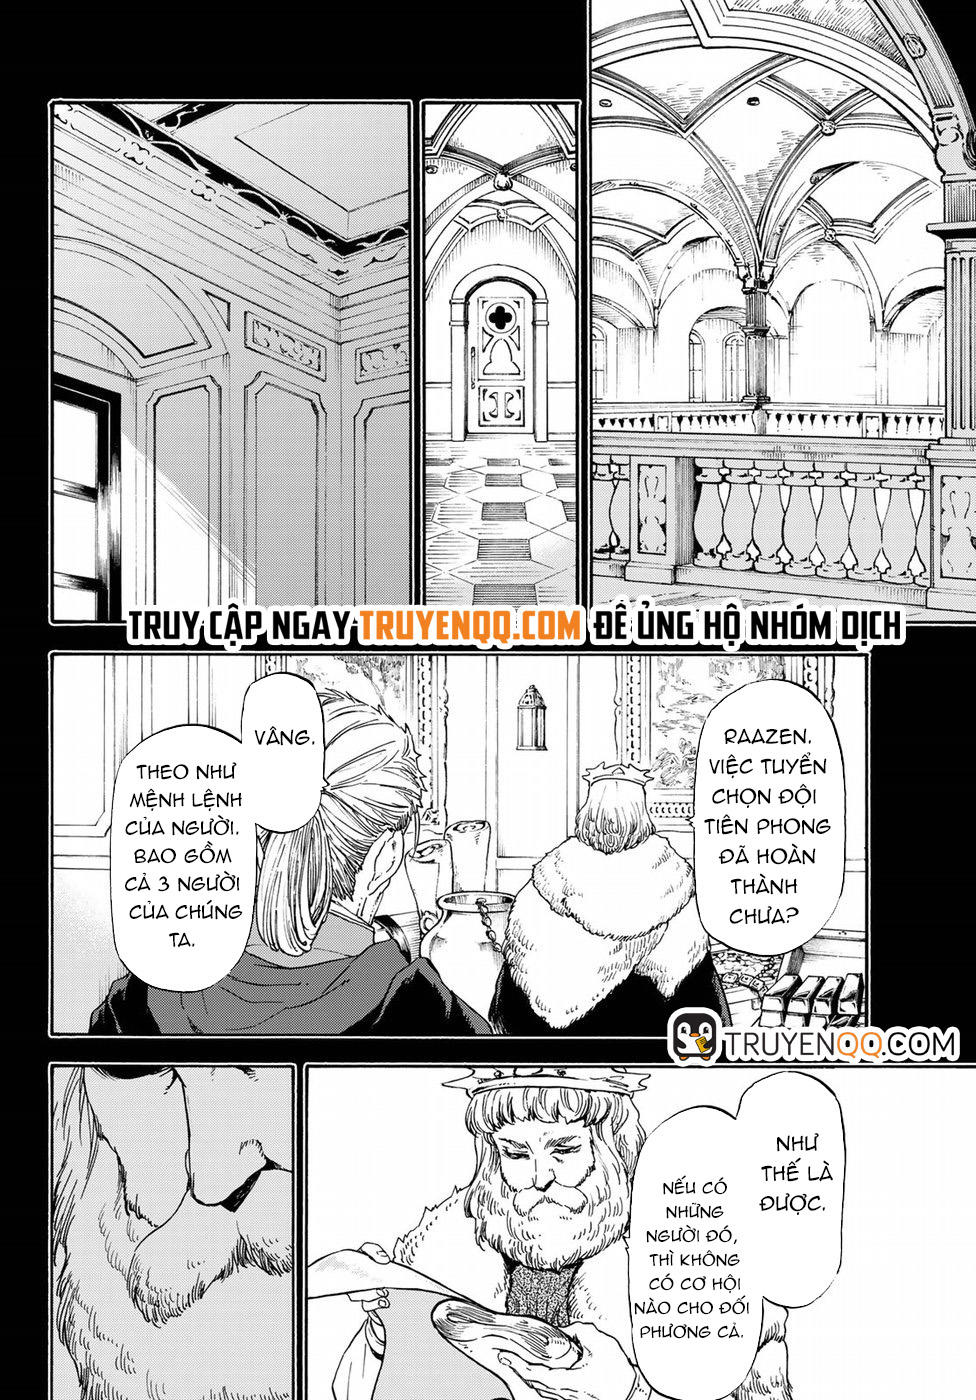 TRUY CẬP NGAY TRUYENQQ.COM ĐỂ ỦNG HỘ NHÓM DỊCH
RAAZEN.
VIỆC TUYỂN
CHỌN ĐỘI
TIÊN PHONG
ĐÃ HOÀN
THÀNH
CHƯA?
VÂNG.
THEO NHƯ
MỆNH LỆNH
CỦA NGƯỜI.
BAO GỒM
CẢ 3 NGƯỜI
CỦA CHÚNG
TA.
TRUYENQQ.COM
NHƯ
THẾ LÀ
ĐƯỢC.
NẾU CÓ
NHỮNG
NGƯỜI ĐÓ,
THÌ KHÔNG
CÓ CƠ HỘI
NÀO CHO ĐỐI
PHƯƠNG CẢ.